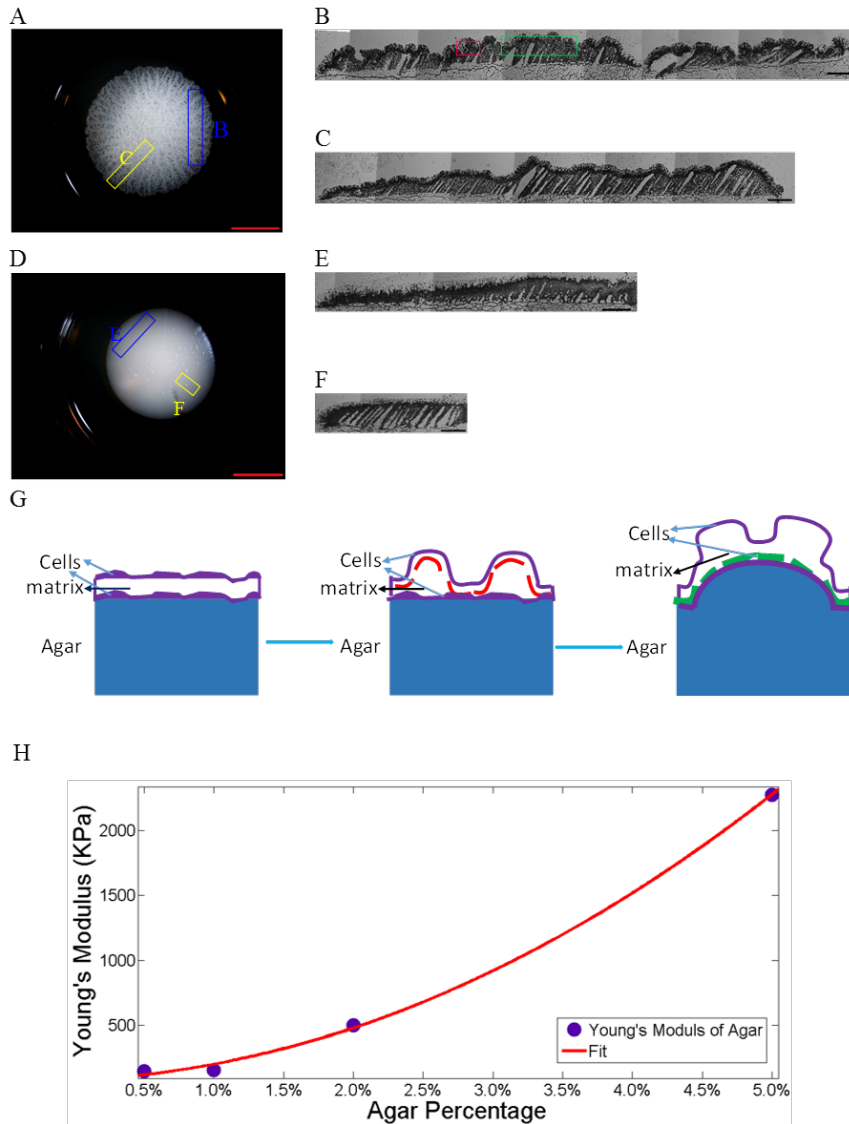 A
B
B
C
C
D
E
E
F
F
G
Cells
matrix
Agar
Cells
matrix
Agar
Cells
matrix
Agar
H
Young's Modulus (KPa)
2000
1500
1000
500
0.5% 1.0% 1.5% 2.0% 2.5% 3.0% 3.5% 4.0% 4.5% 5.0%
Agar Percentage
Young's Moduls of Agar
Fit